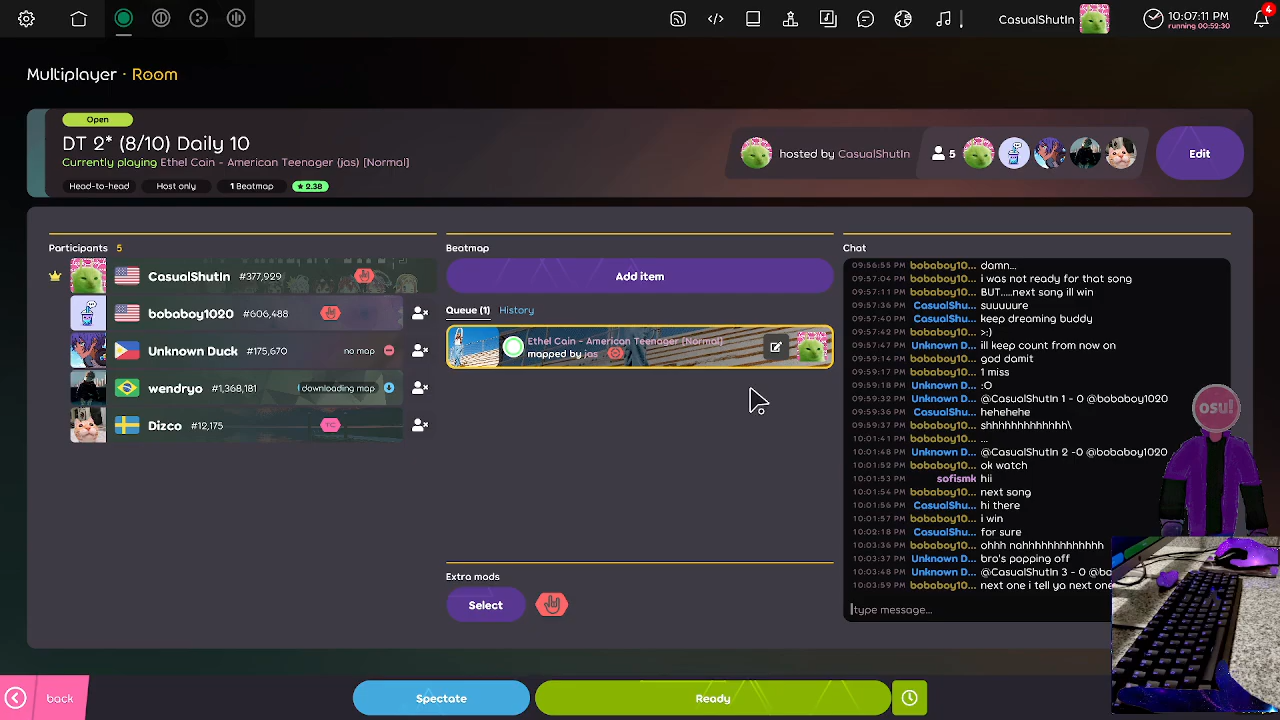 CasualShutIn
10:07:11 PM
running 00:52:30
4
Multiplayer · Room
Open
DT 2* (8/10) Daily 10
Currently playing Ethel Cain - American Teenager (jas) [Normal]
Head-to-head
Host only
1 Beatmap
2.38
hosted by CasualShutIn
5
Edit
Participants 5
CasualShutIn #377,929
bobaboy1020
Unknown Duck #175,670 no map
wendryo #1,368,181 downloading map
Dizco #12,175 TC
Beatmap
Add item
Queue (1) History
Ethel Cain - American Teenager [Normal]
mapped by jas
Extra mods
Select
Chat
09:56:55 PM bobaboy10... damn...
09:57:04 PM bobaboy10... i was not ready for that song
09:57:11 PM bobaboy10... BUT.....next song ill win
09:57:36 PM CasualShu... suuuuure
09:57:40 PM CasualShu... keep dreaming buddy
09:57:42 PM bobaboy10... >:)
09:57:47 PM Unknown D... ill keep count from now on
09:59:14 PM bobaboy10... god damit
09:59:17 PM bobaboy10... 1 miss
09:59:18 PM Unknown D... :O
09:59:32 PM Unknown D... @CasualShutIn 1 - 0 @bobaboy1020
09:59:36 PM CasualShu... hehehehe
09:59:37 PM bobaboy10... shhhhhhhhhhhh\
10:01:41 PM bobaboy10... ...
10:01:48 PM Unknown D... @CasualShutIn 2 -0 @bobaboy1020
10:01:52 PM bobaboy10... ok watch
10:01:53 PM sofismk hii
10:01:54 PM bobaboy10... next song
10:01:56 PM CasualShu... hi there
10:01:57 PM bobaboy10... i win
10:02:18 PM CasualShu... for sure
10:03:36 PM bobaboy10... ohhh nahhhhhhhhhhhhh
10:03:37 PM Unknown D... bro's popping off
10:03:48 PM Unknown D... @CasualShutIn 3 - 0 @bo
10:03:59 PM bobaboy10... next one i tell ya next one
type message...
osu!
back
Spectate
Ready